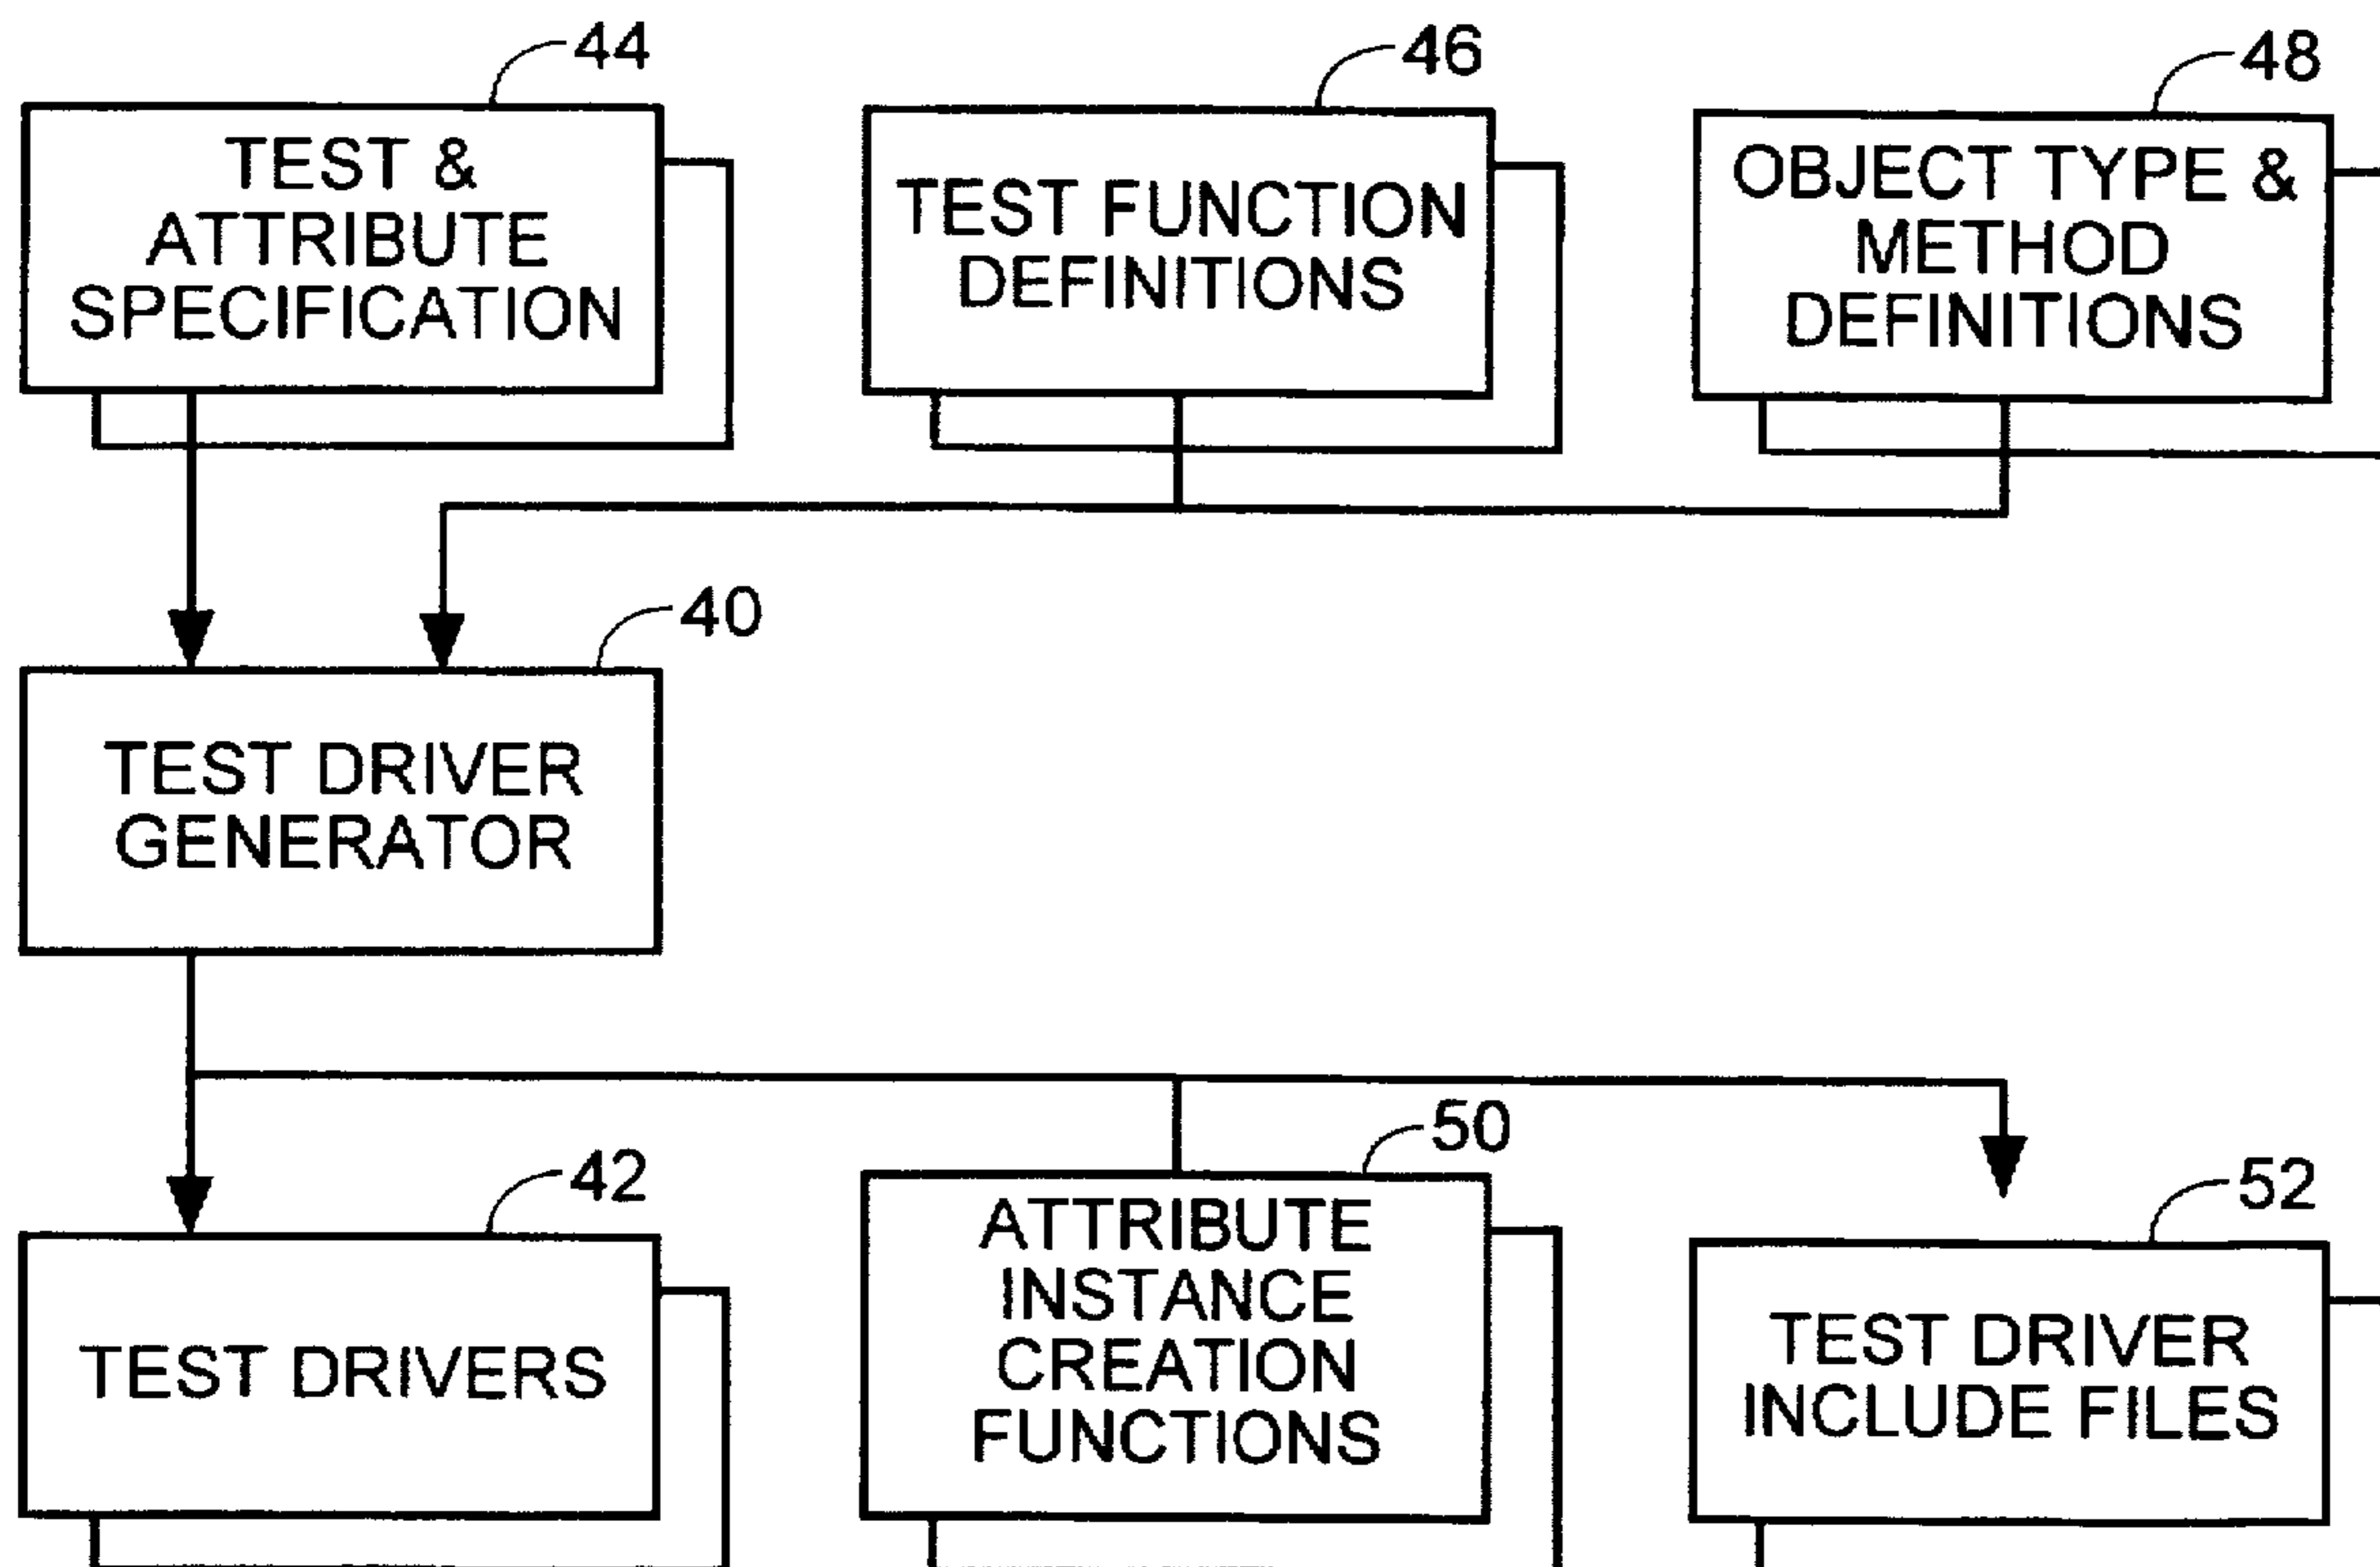 44
TEST &
ATTRIBUTE
SPECIFICATION
46
TEST FUNCTION
DEFINITIONS
48
OBJECT TYPE &
METHOD
DEFINITIONS
40
TEST DRIVER
GENERATOR
42
TEST DRIVERS
50
ATTRIBUTE
INSTANCE
CREATION
FUNCTIONS
52
TEST DRIVER
INCLUDE FILES